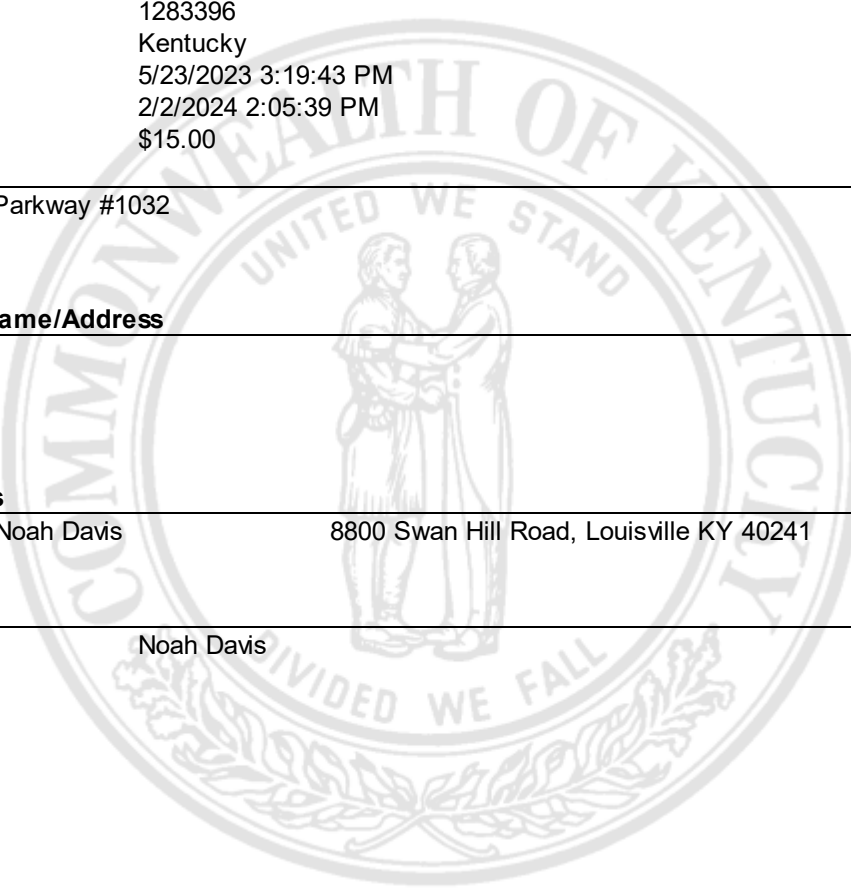 1283396
Kentucky
5/23/2023 3:19:43 PM
2/2/2024 2:05:39 PM
$15.00
Parkway #1032
ame/Address
s
Noah Davis 8800 Swan Hill Road, Louisville KY 40241
Noah Davis
COMMONWEALTH OF KENTUCKY
UNITED WE STAND
DIVIDED WE FALL